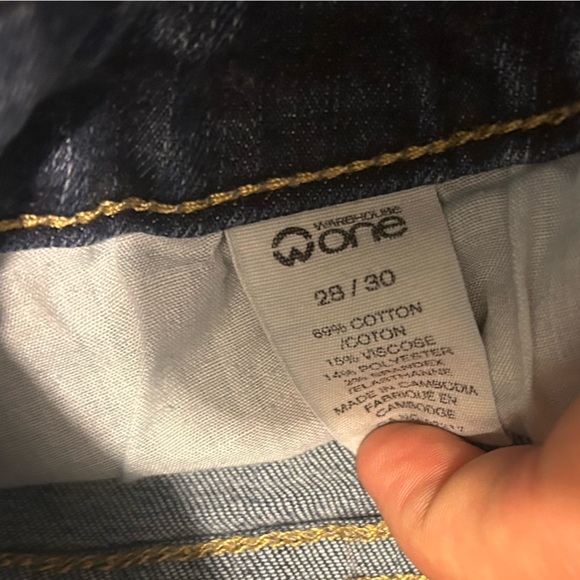 WAREHOUSE
one
28 / 30
69% COTTON
/COTON
15% VISCOSE
14% POLYESTER
2% SPANDEX
/ELASTHANNE
MADE IN CAMBODIA
FABRIQUE EN
CAMBODGE